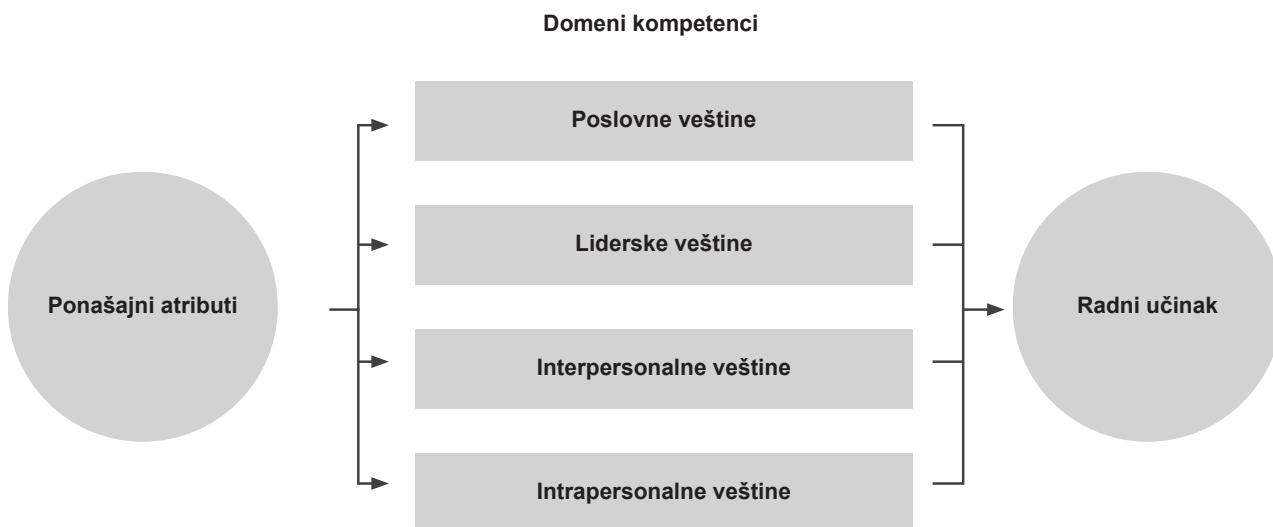 Domeni kompetenci
Poslovne veštine
Liderske veštine
Ponašajni atributi
Radni učinak
Interpersonalne veštine
Intrapersonalne veštine